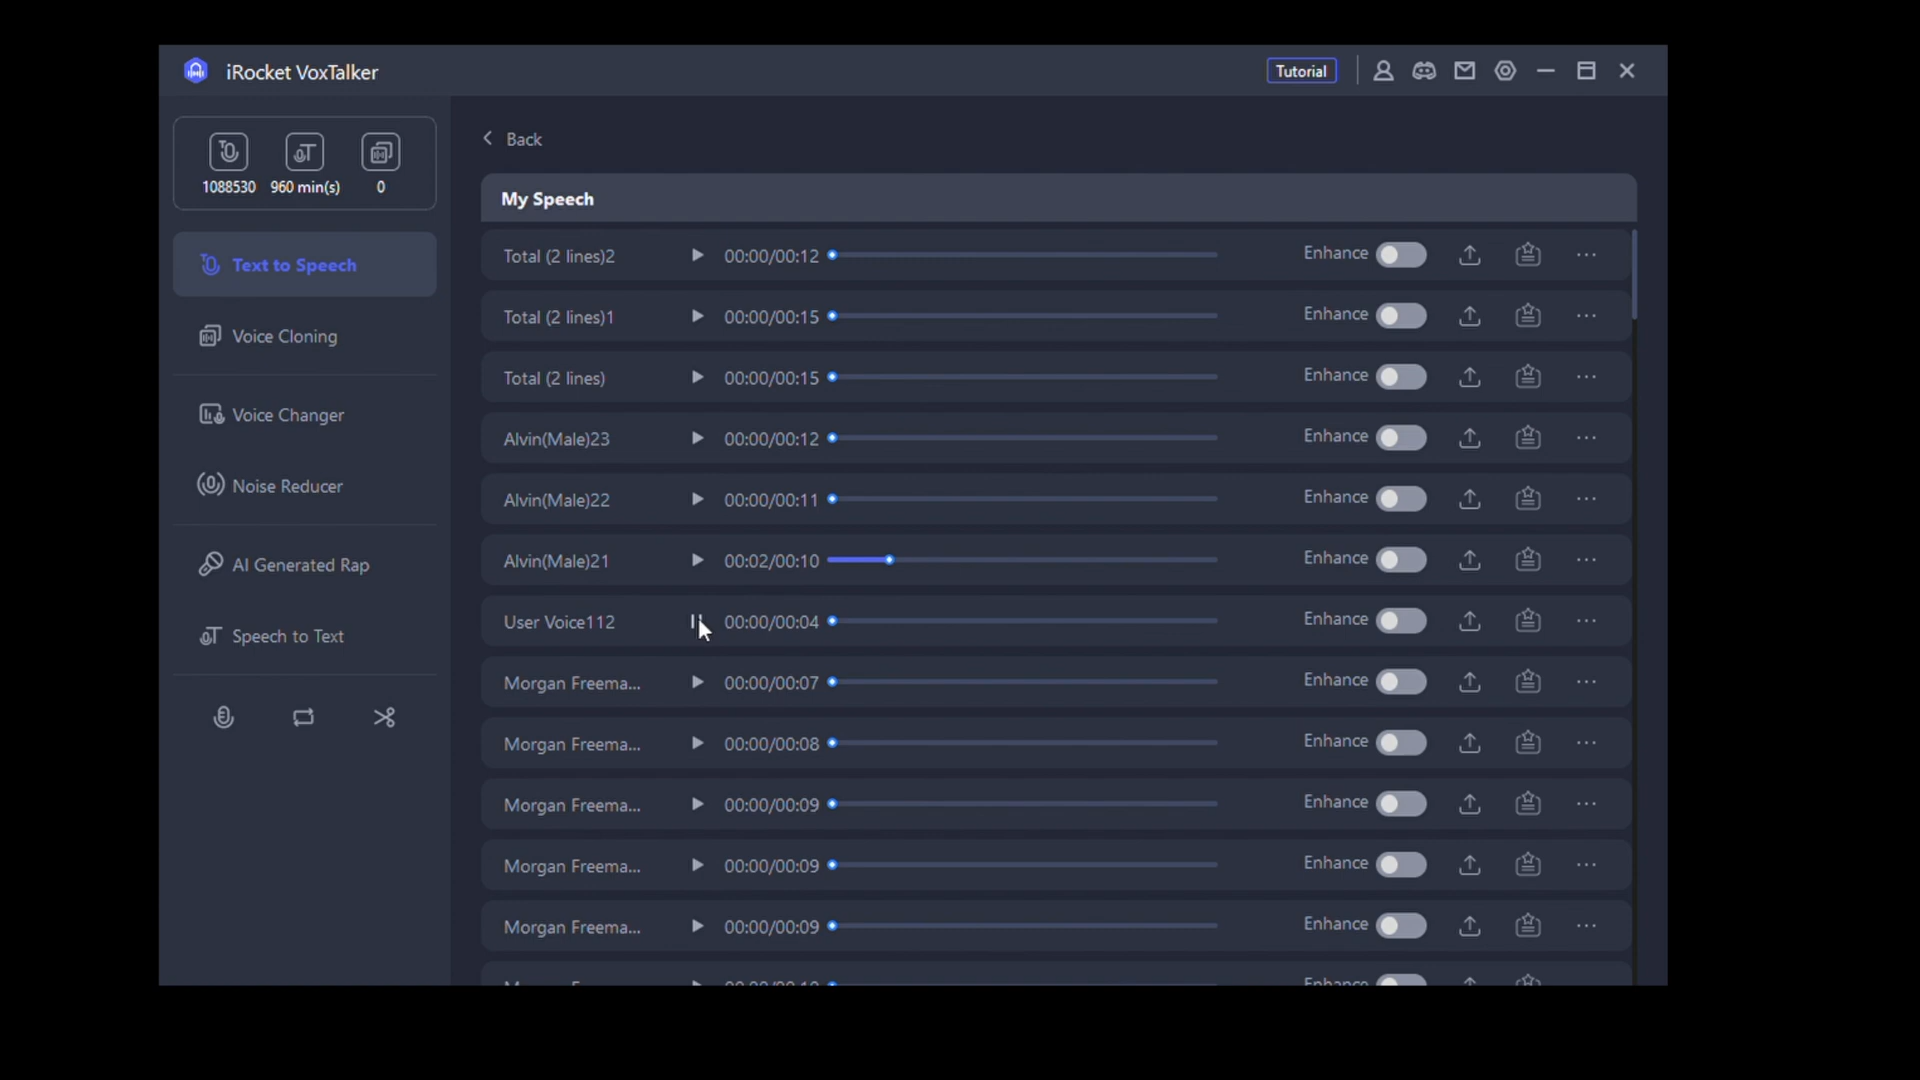 iRocket VoxTalker
Tutorial
1088530
960 min(s)
0
Text to Speech
Voice Cloning
Voice Changer
Noise Reducer
AI Generated Rap
Speech to Text
Back
My Speech
Total (2 lines)2 00:00/00:12 Enhance ...
Total (2 lines)1 00:00/00:15 Enhance ...
Total (2 lines) 00:00/00:15 Enhance ...
Alvin(Male)23 00:00/00:12 Enhance ...
Alvin(Male)22 00:00/00:11 Enhance ...
Alvin(Male)21 00:02/00:10 Enhance ...
User Voice112 00:00/00:04 Enhance ...
Morgan Freema... 00:00/00:07 Enhance ...
Morgan Freema... 00:00/00:08 Enhance ...
Morgan Freema... 00:00/00:09 Enhance ...
Morgan Freema... 00:00/00:09 Enhance ...
Morgan Freema... 00:00/00:09 Enhance ...